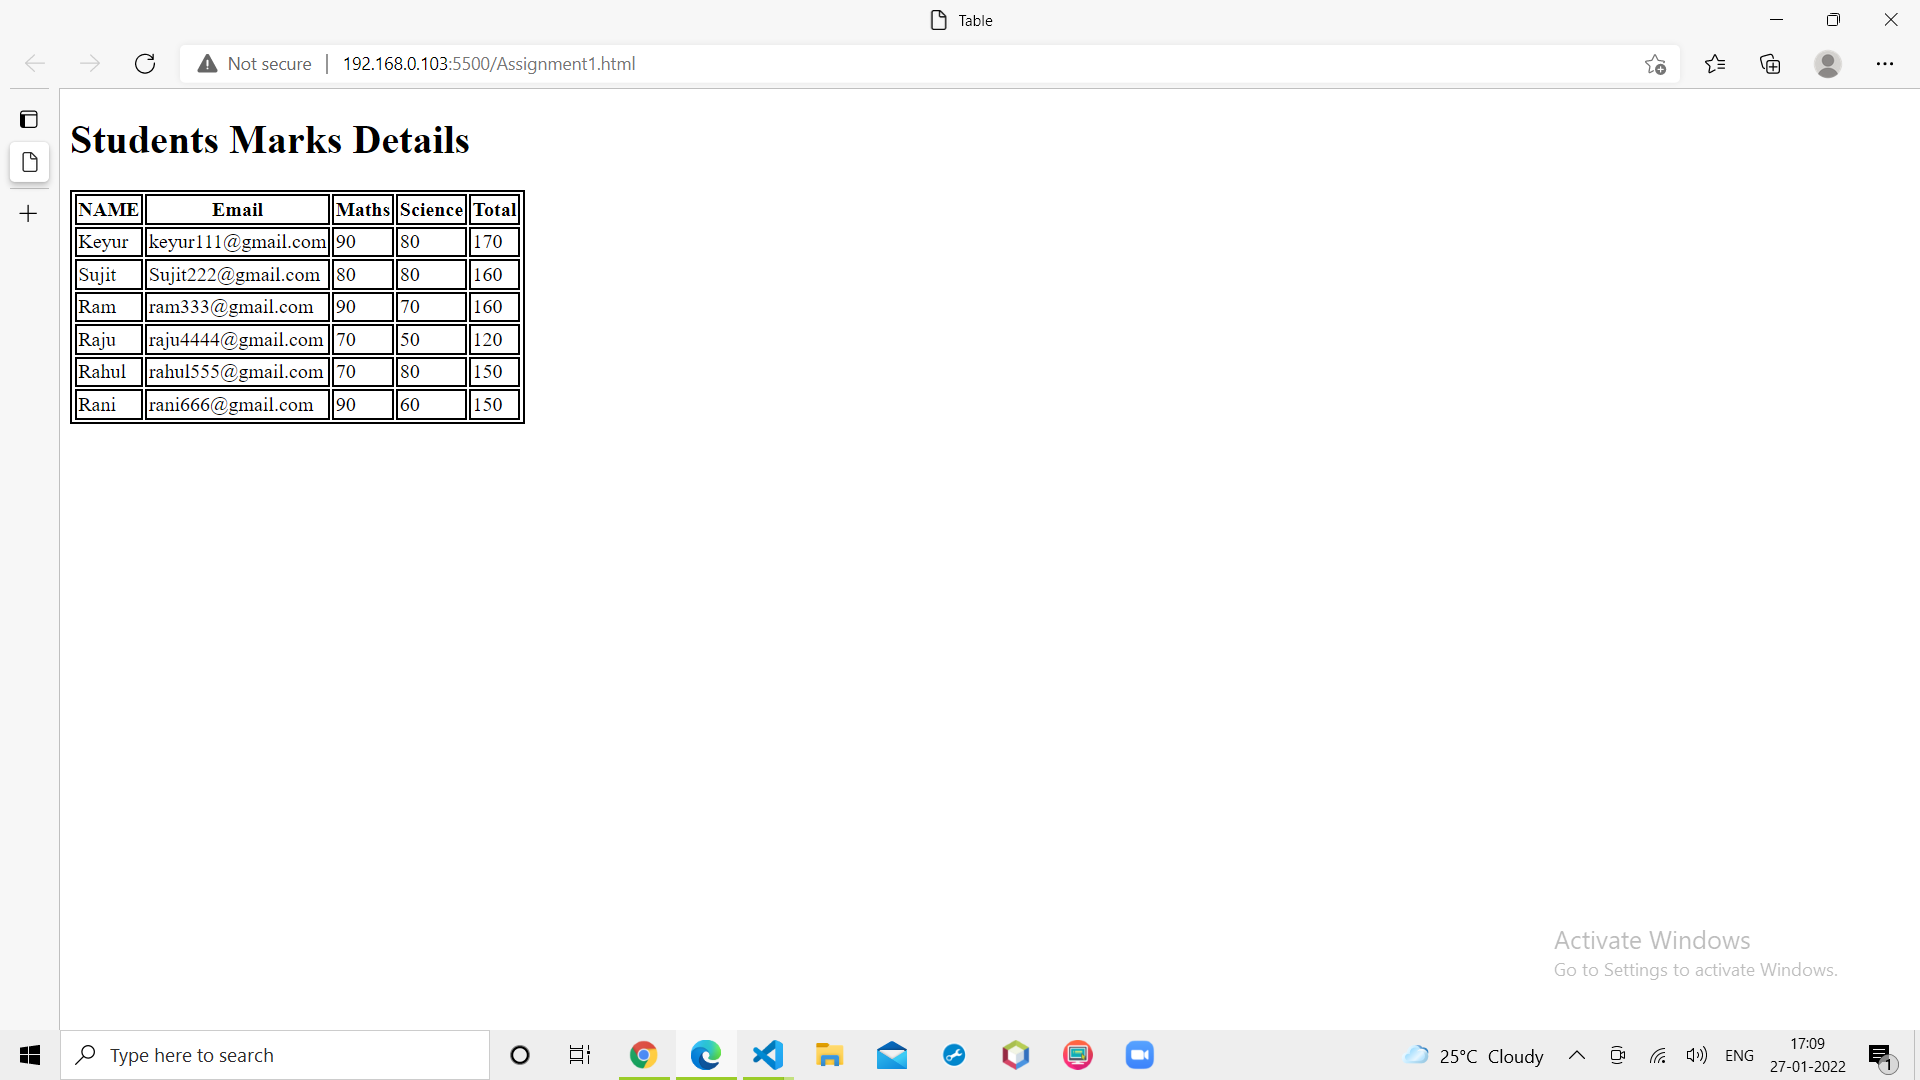 Table
Not secure 192.168.0.103:5500/Assignment1.html
Students Marks Details
NAME Email Maths Science Total
Keyur keyur111@gmail.com 90 80 170
Sujit Sujit222@gmail.com 80 80 160
Ram ram333@gmail.com 90 70 160
Raju raju4444@gmail.com 70 50 120
Rahul rahul555@gmail.com 70 80 150
Rani rani666@gmail.com 90 60 150
Activate Windows
Go to Settings to activate Windows.
Type here to search
25°C Cloudy
ENG
17:09
27-01-2022
1